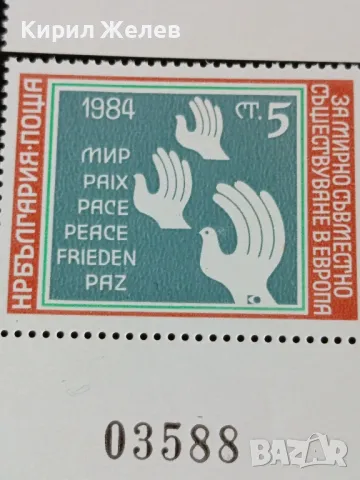 Кирил Желев
НРБЪЛГАРИЯ·ПОЩА
1984
СТ. 5
МИР
PAIX
PACE
PEACE
FRIEDEN
PAZ
ЗА МИРНО СЪВМЕСТНО
СЪЩЕСТВУВАНЕ В ЕВРОПА
03588
bazar